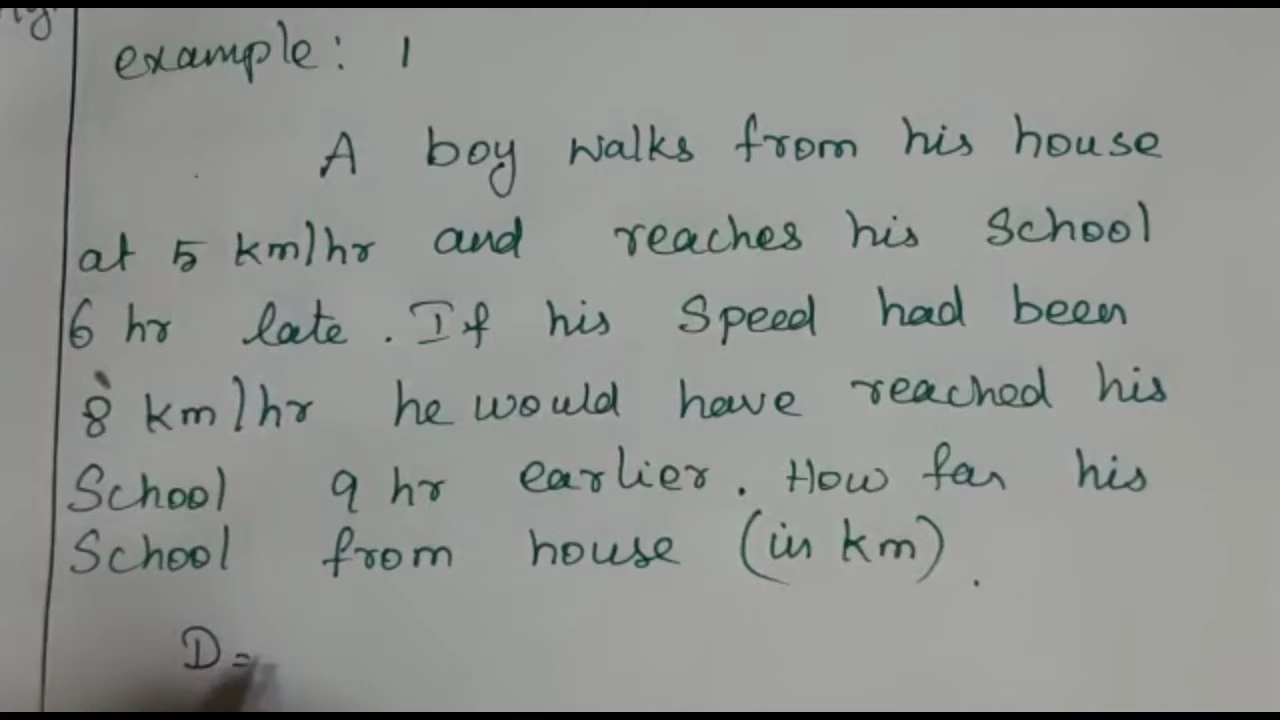 example: 1
A boy walks from his house
at 5 km/hr and reaches his School
6 hr late. If his Speed had been
8 km/hr he would have reached his
School 9 hr earlier. How far his
School from house (in km).
D =